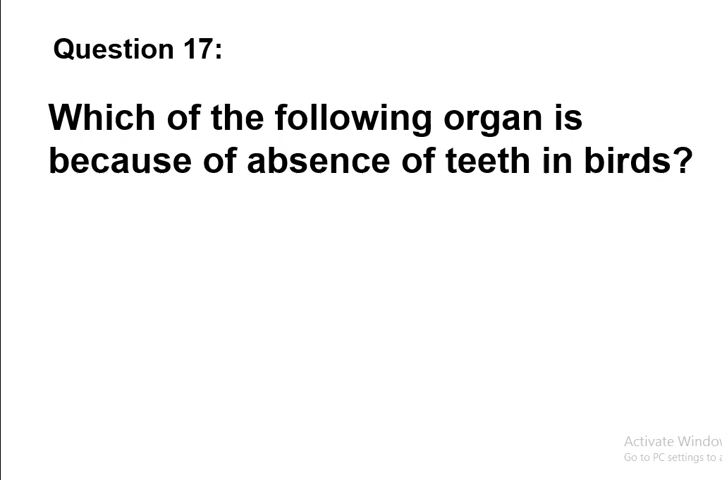 Question 17:
Which of the following organ is
because of absence of teeth in birds?
Activate Window
Go to PC settings to